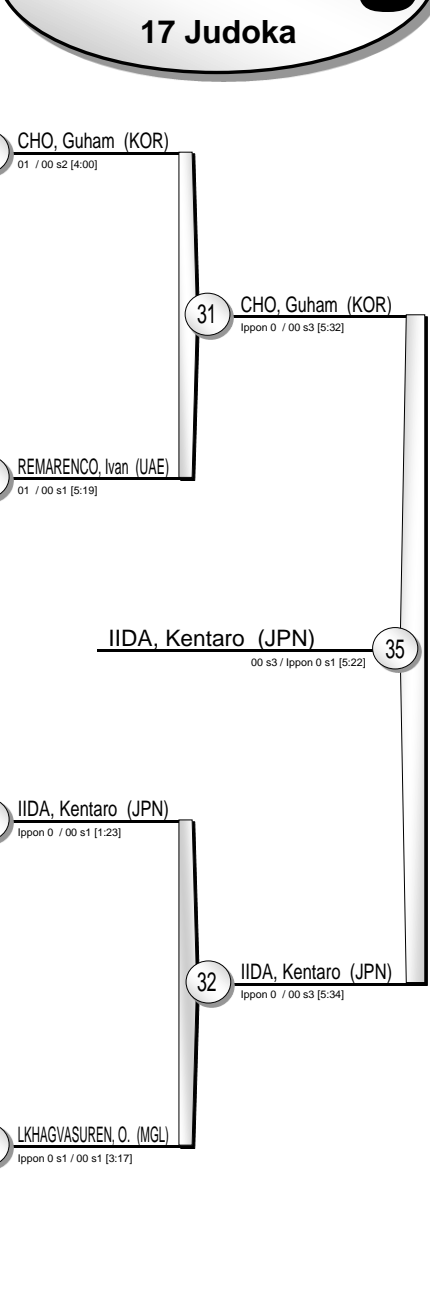 17 Judoka
CHO, Guham (KOR)
01 / 00 s2 [4:00]
31
CHO, Guham (KOR)
Ippon 0 / 00 s3 [5:32]
REMARENCO, Ivan (UAE)
01 / 00 s1 [5:19]
IIDA, Kentaro (JPN)
00 s3 / Ippon 0 s1 [5:22]
35
IIDA, Kentaro (JPN)
Ippon 0 / 00 s1 [1:23]
32
IIDA, Kentaro (JPN)
Ippon 0 / 00 s3 [5:34]
LKHAGVASUREN, O. (MGL)
Ippon 0 s1 / 00 s1 [3:17]